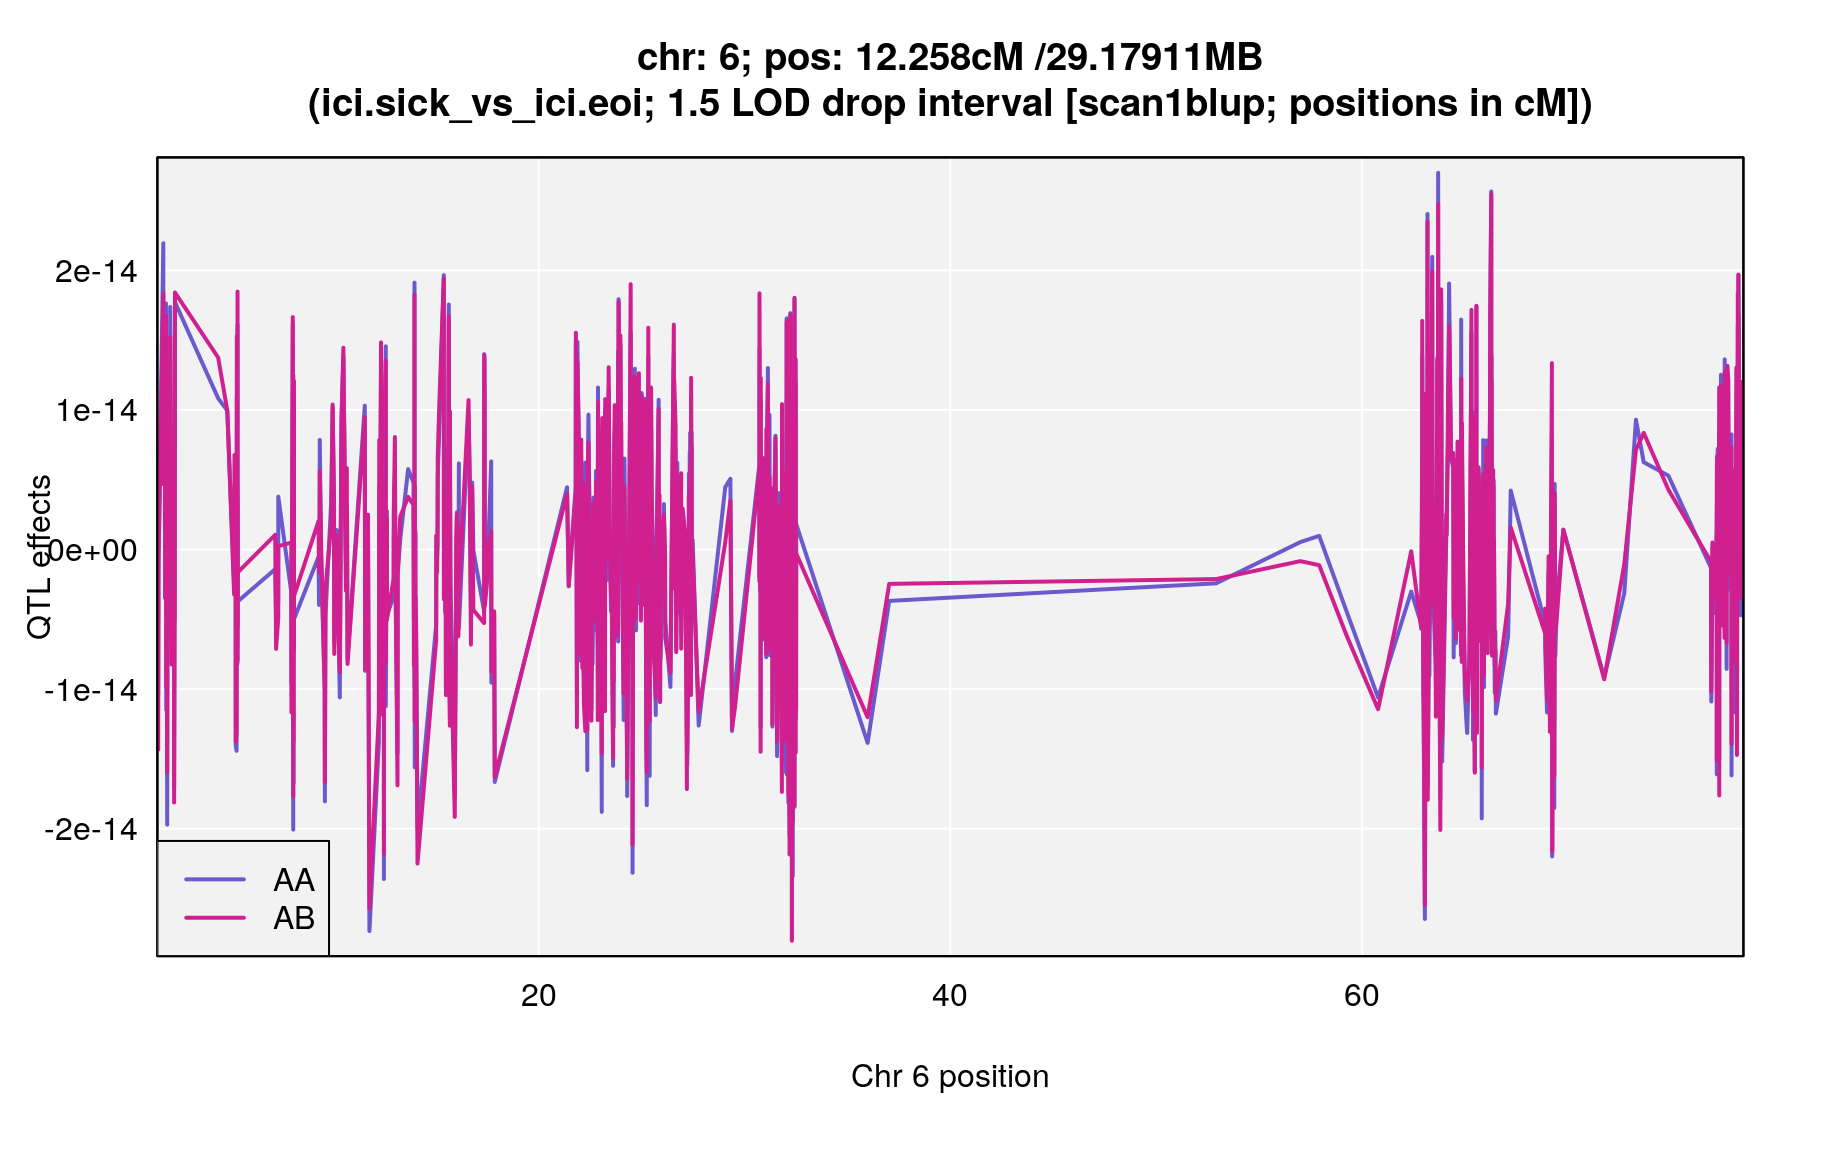 chr: 6; pos: 12.258cM /29.17911MB
(ici.sick_vs_ici.eoi; 1.5 LOD drop interval [scan1blup; positions in cM])
QTL effects
2e-14
1e-14
0e+00
-1e-14
-2e-14
AA
AB
20
40
60
Chr 6 position